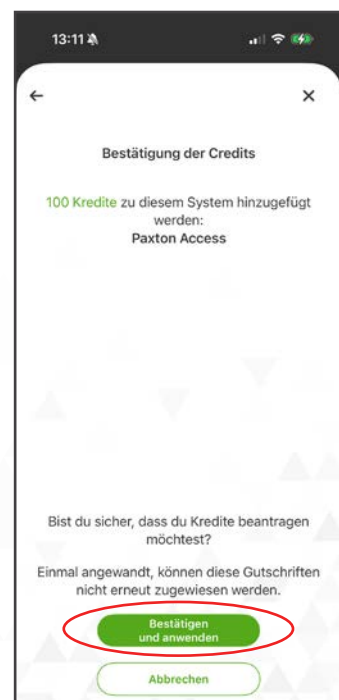 13:11
Bestätigung der Credits
100 Kredite zu diesem System hinzugefügt
werden:
Paxton Access
Bist du sicher, dass du Kredite beantragen
möchtest?
Einmal angewandt, können diese Gutschriften
nicht erneut zugewiesen werden.
Bestätigen
und anwenden
Abbrechen